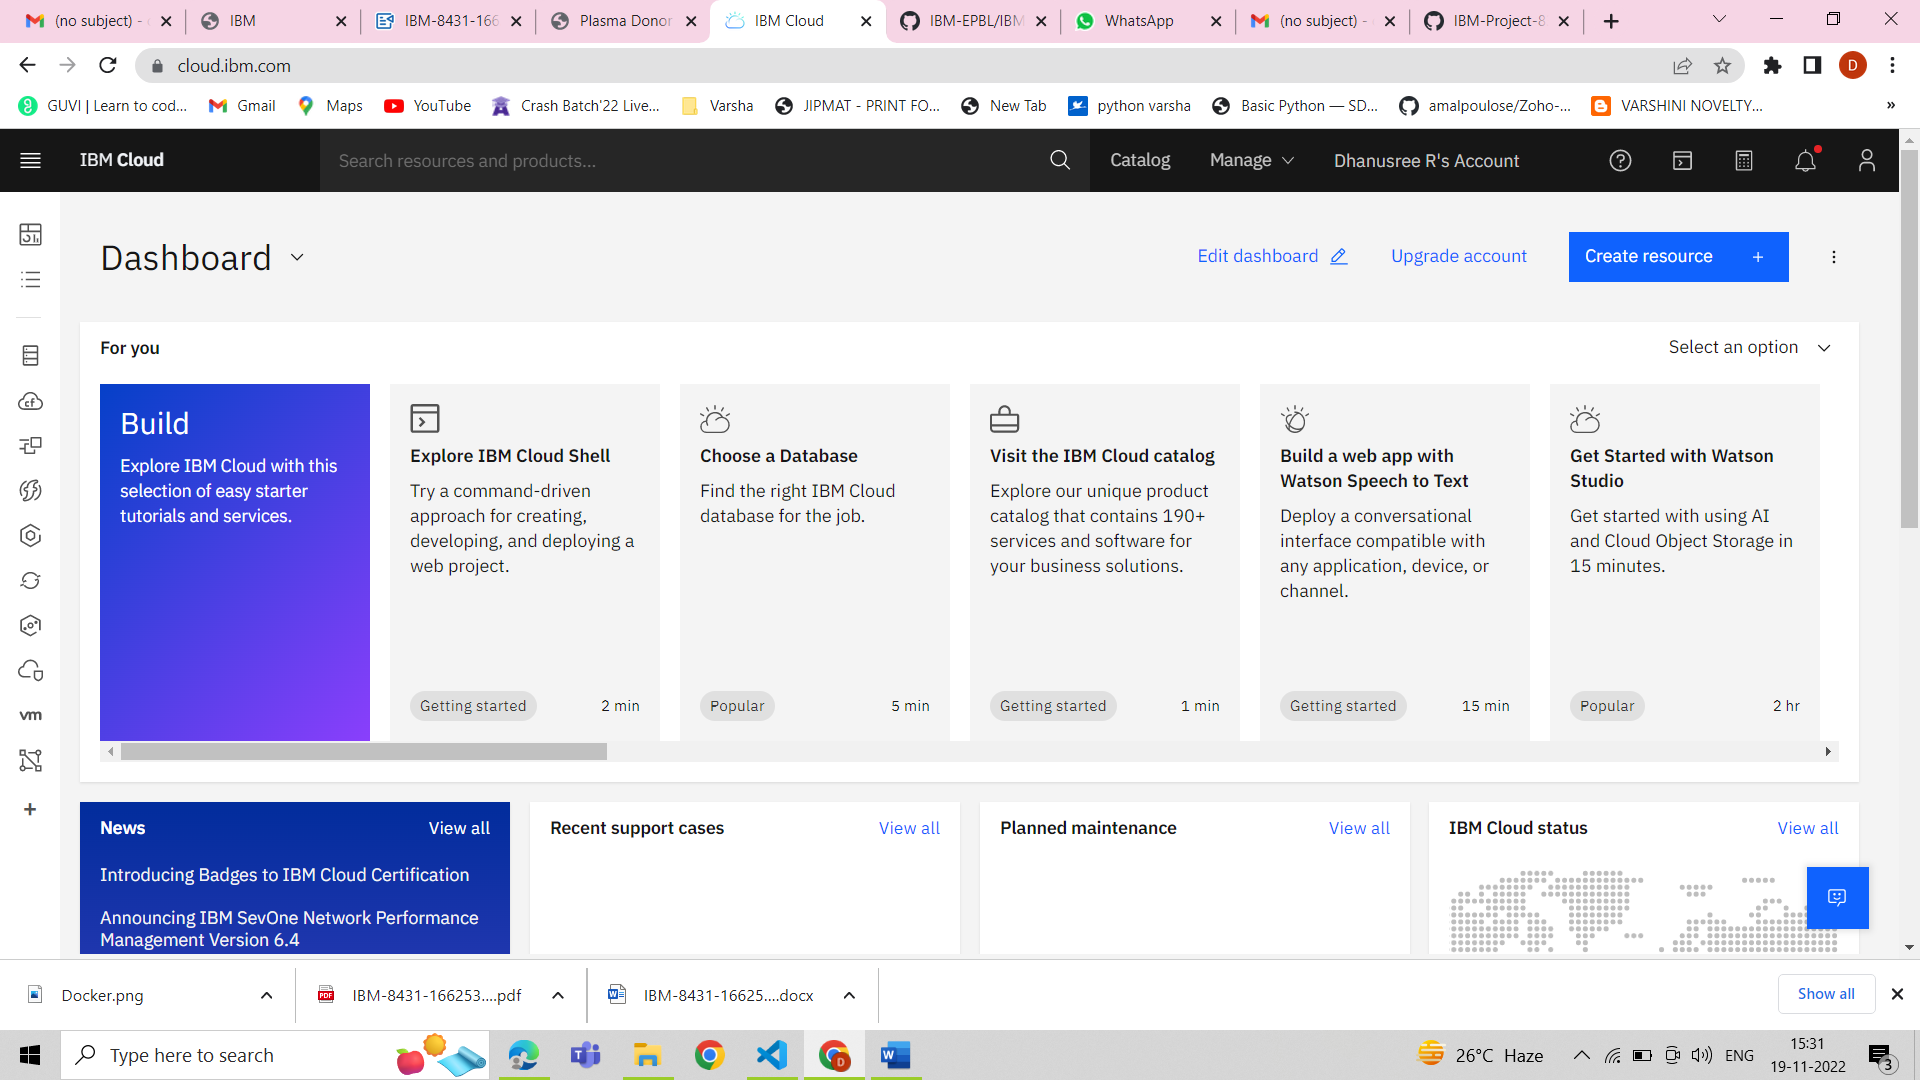 (no subject) -
IBM
IBM-8431-166
Plasma Donor
IBM Cloud
IBM-EPBL/IBM
WhatsApp
(no subject) -
IBM-Project-8
cloud.ibm.com
D
GUVI | Learn to cod...
Gmail
Maps
YouTube
Crash Batch'22 Live...
Varsha
JIPMAT - PRINT FO...
New Tab
python varsha
Basic Python — SD...
amalpoulose/Zoho-...
VARSHINI NOVELTY...
»
IBM Cloud
Search resources and products...
Catalog
Manage
Dhanusree R's Account
Dashboard
Edit dashboard
Upgrade account
Create resource +
For you
Select an option
Build
Explore IBM Cloud with this
selection of easy starter
tutorials and services.
Explore IBM Cloud Shell
Try a command-driven
approach for creating,
developing, and deploying a
web project.
Getting started
2 min
Choose a Database
Find the right IBM Cloud
database for the job.
Popular
5 min
Visit the IBM Cloud catalog
Explore our unique product
catalog that contains 190+
services and software for
your business solutions.
Getting started
1 min
Build a web app with
Watson Speech to Text
Deploy a conversational
interface compatible with
any application, device, or
channel.
Getting started
15 min
Get Started with Watson
Studio
Get started with using AI
and Cloud Object Storage in
15 minutes.
Popular
2 hr
cf
vm
News
View all
Introducing Badges to IBM Cloud Certification
Announcing IBM SevOne Network Performance
Management Version 6.4
Recent support cases
View all
Planned maintenance
View all
IBM Cloud status
View all
Docker.png
PDF
IBM-8431-166253....pdf
IBM-8431-16625....docx
Show all
Type here to search
26°C Haze
ENG
15:31
19-11-2022
3